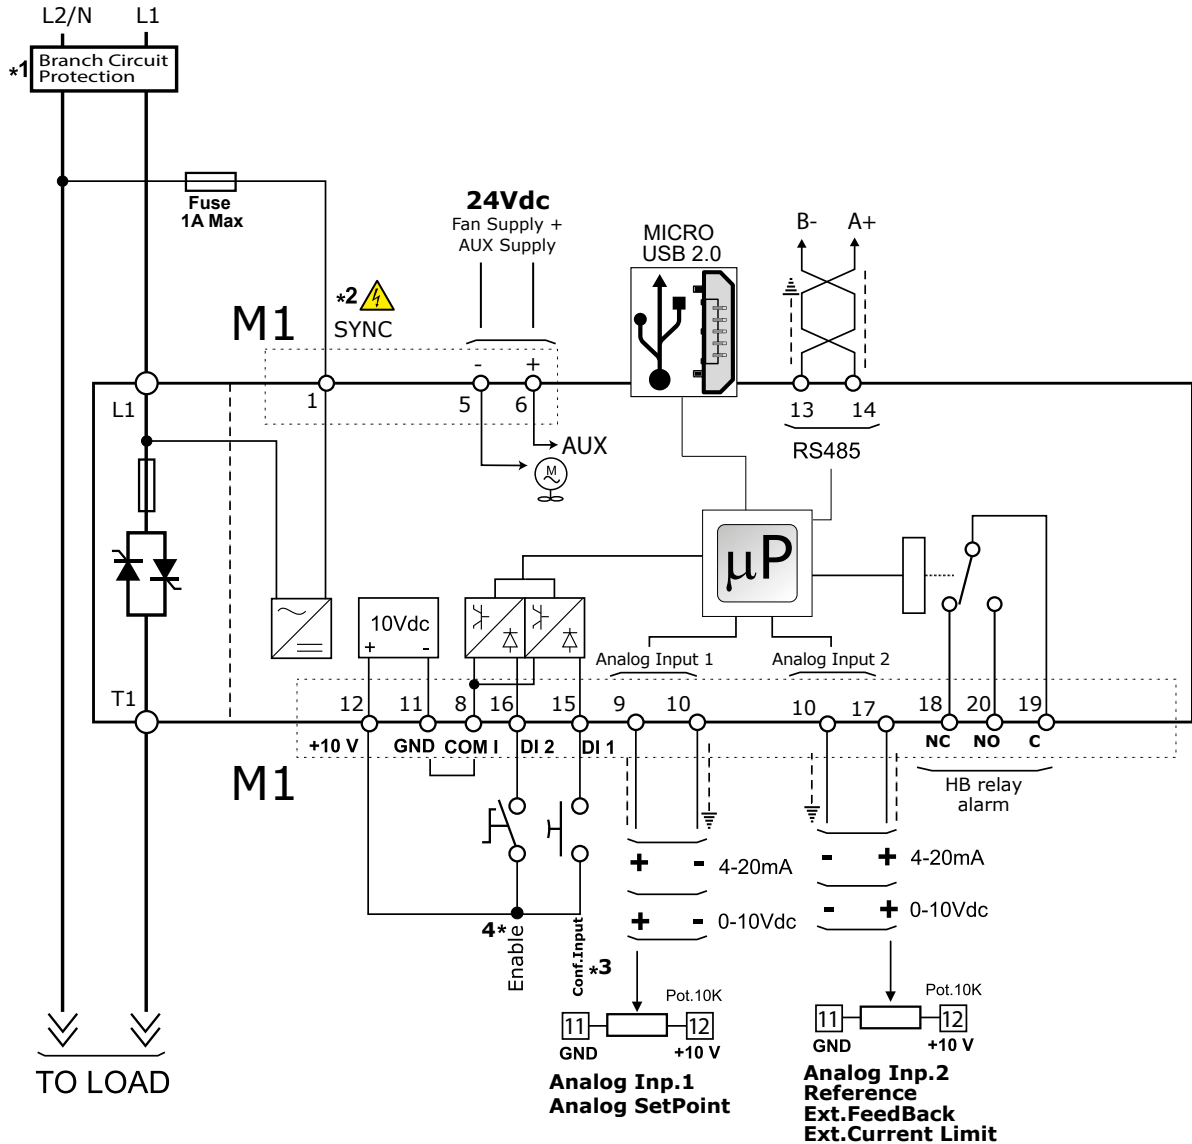 L2/N L1
*1 Branch Circuit
Protection
Fuse
1A Max
24Vdc
Fan Supply +
AUX Supply
MICRO
USB 2.0
B- A+
*2
SYNC
M1
- +
L1 1 5 6 13 14
RS485
AUX
M
~
µP
10Vdc
+ -
Analog Input 1 Analog Input 2
T1 12 11 8 16 15 9 10 10 17 18 20 19
+10 V GND COM I DI 2 DI 1 NC NO C
M1
HB relay
alarm
+ - 4-20mA - + 4-20mA
+ - 0-10Vdc - + 0-10Vdc
4*
Enable
Conf.Input
*3
Pot.10K
11 12
GND +10 V
Analog Inp.1
Analog SetPoint
Pot.10K
11 12
GND +10 V
Analog Inp.2
Reference
Ext.FeedBack
Ext.Current Limit
TO LOAD